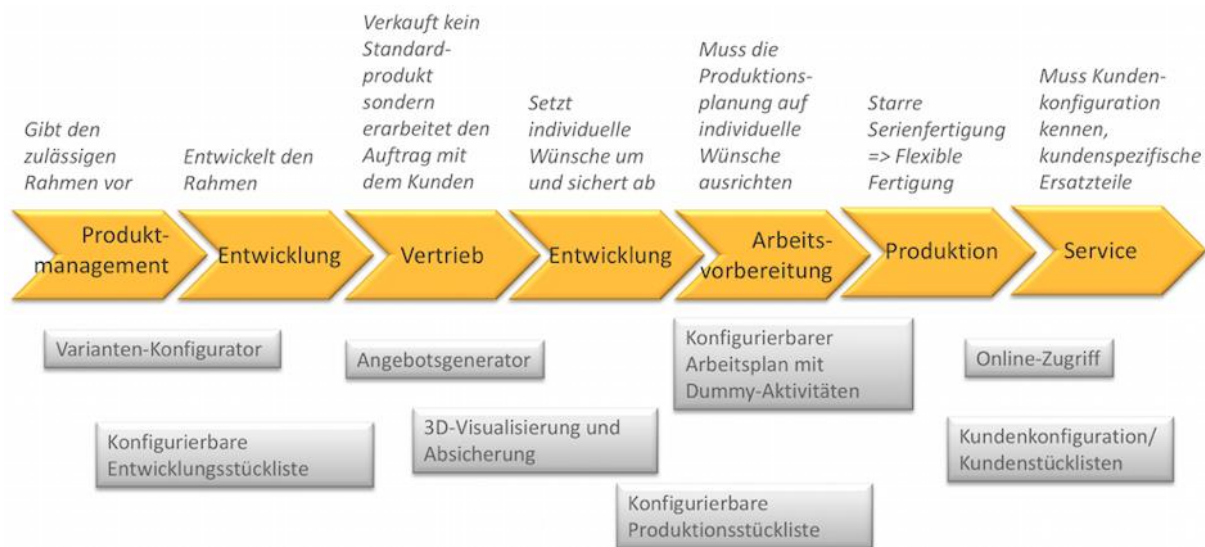 Gibt den
zulässigen
Rahmen vor
Entwickelt den
Rahmen
Verkauft kein
Standard-
produkt
sondern
erarbeitet den
Auftrag mit
dem Kunden
Setzt
individuelle
Wünsche um
und sichert ab
Muss die
Produktions-
planung auf
individuelle
Wünsche
ausrichten
Starre
Serienfertigung
=> Flexible
Fertigung
Muss Kunden-
konfiguration
kennen,
kundenspezifische
Ersatzteile
Produkt-
management
Entwicklung
Vertrieb
Entwicklung
Arbeits-
vorbereitung
Produktion
Service
Varianten-Konfigurator
Angebotsgenerator
Konfigurierbarer
Arbeitsplan mit
Dummy-Aktivitäten
Online-Zugriff
Konfigurierbare
Entwicklungsstückliste
3D-Visualisierung und
Absicherung
Kundenkonfiguration/
Kundenstücklisten
Konfigurierbare
Produktionsstückliste